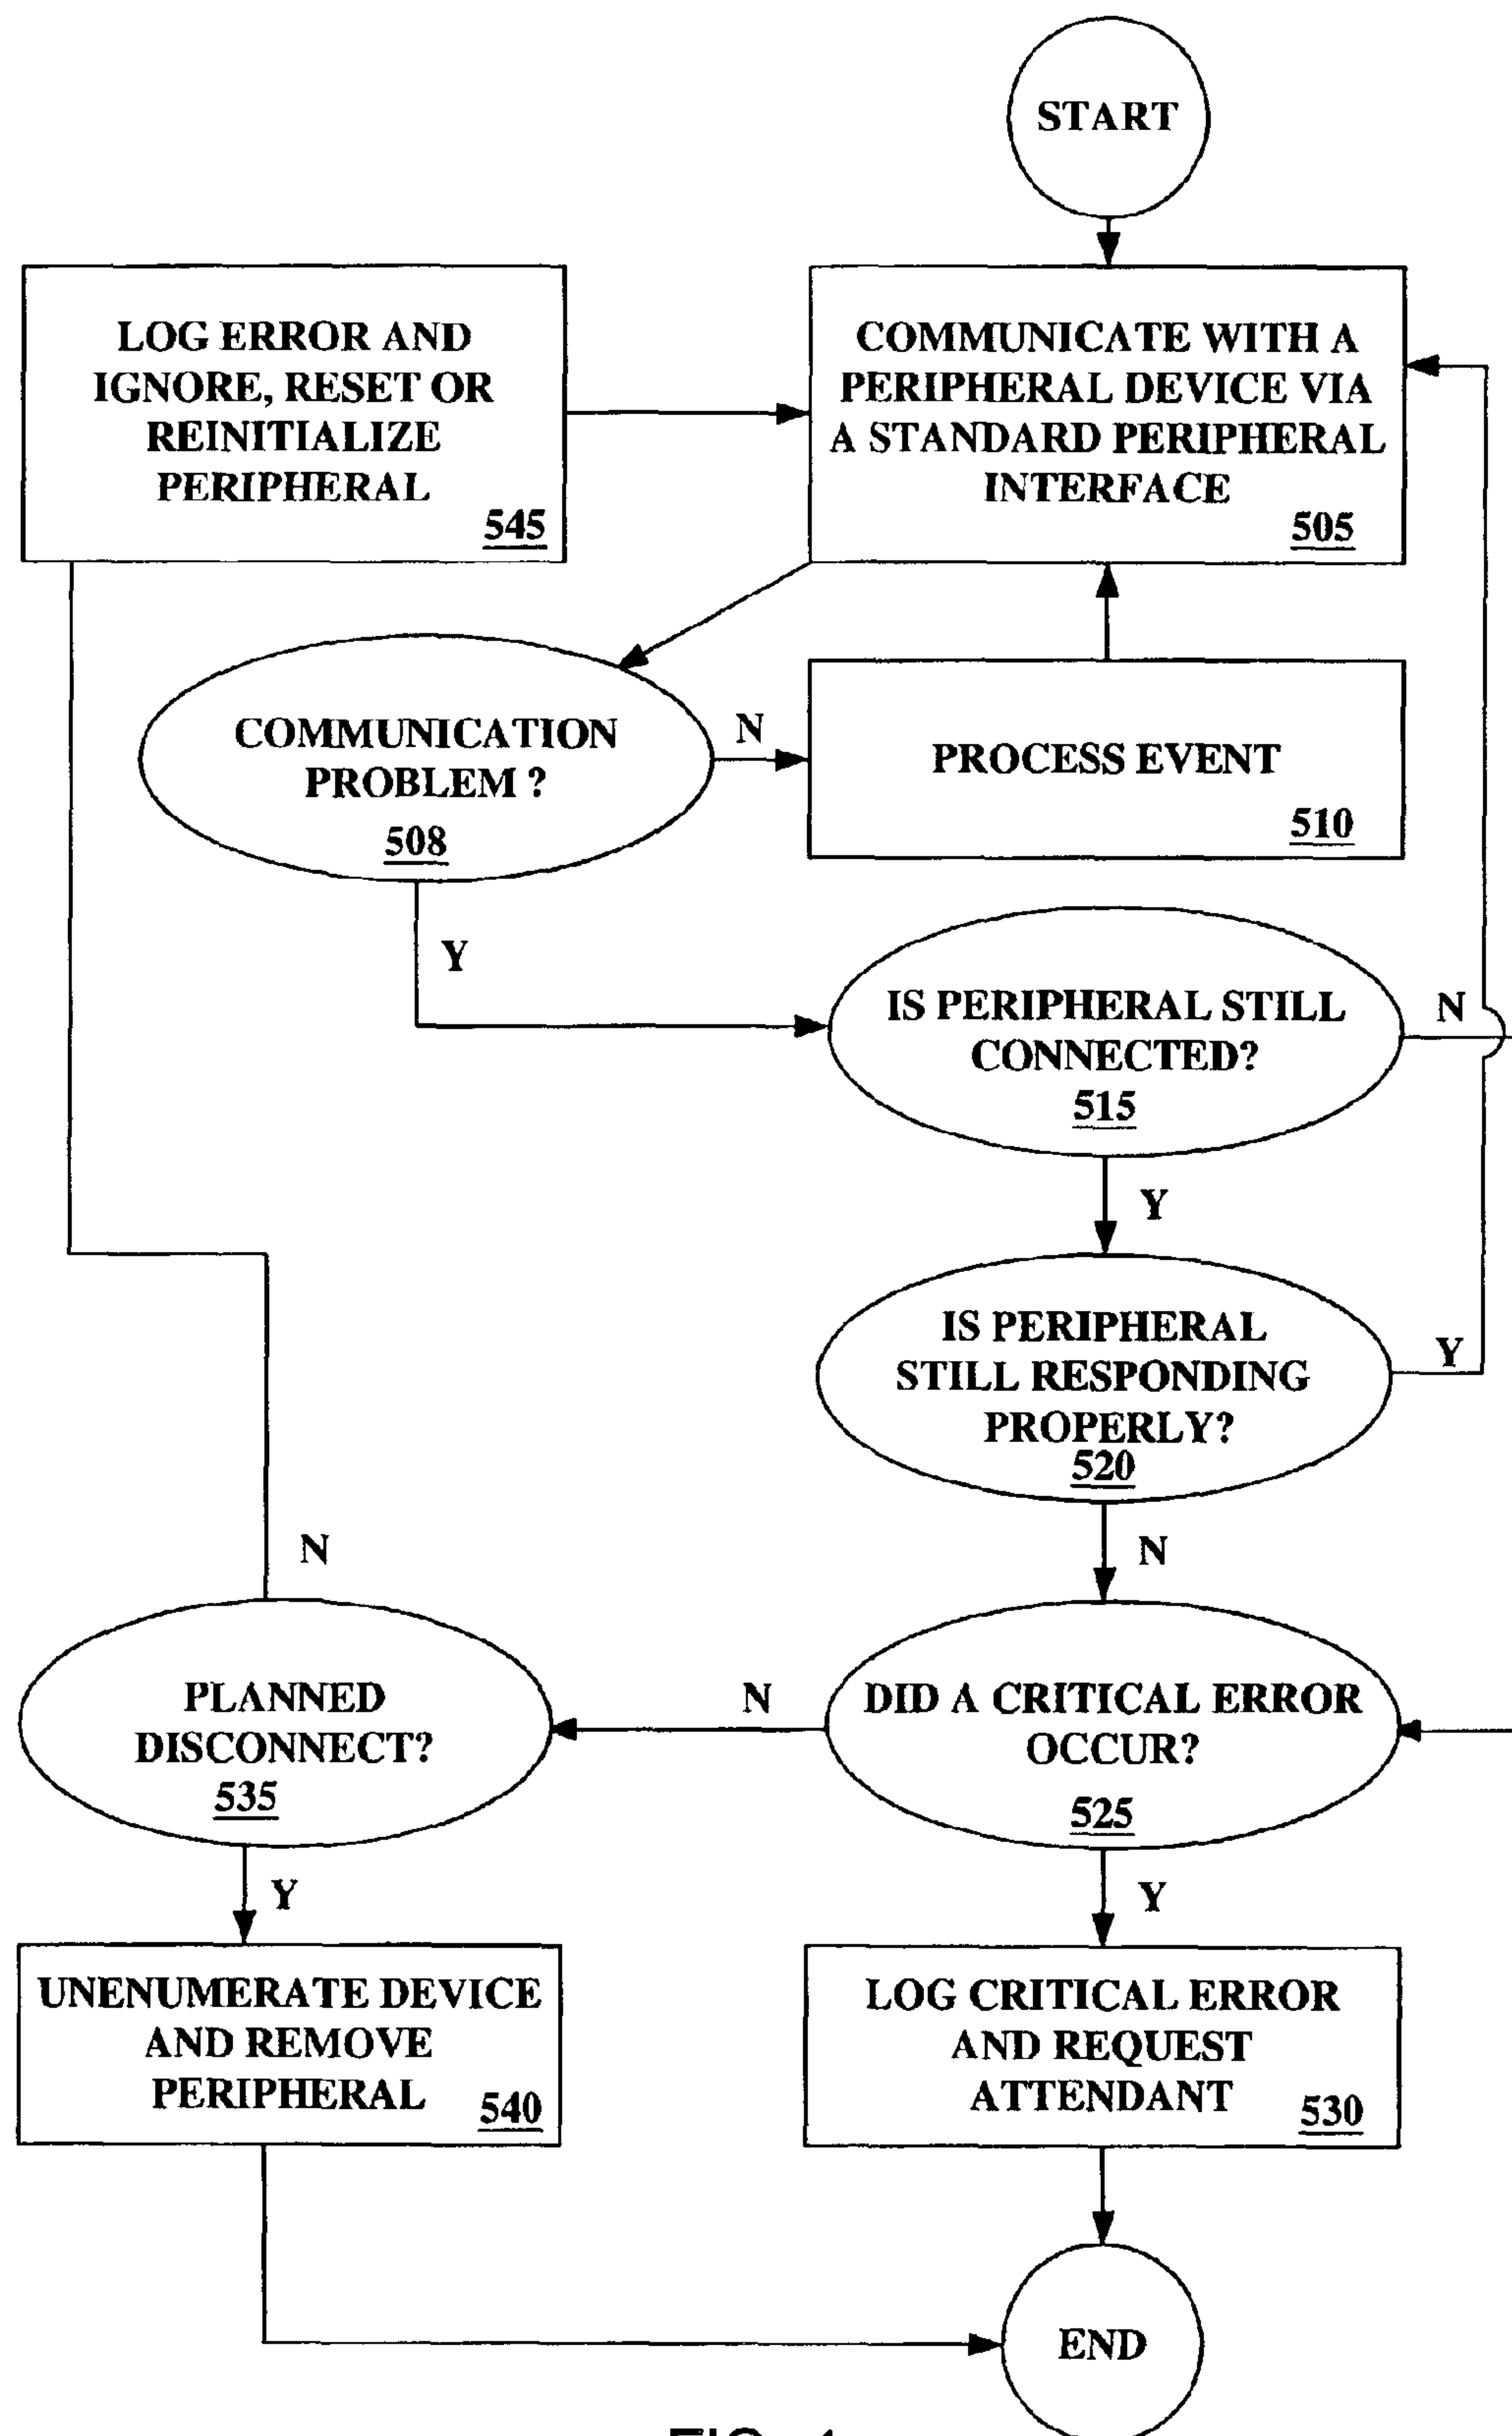 START
LOG ERROR AND
IGNORE, RESET OR
REINITIALIZE
PERIPHERAL
545
COMMUNICATE WITH A
PERIPHERAL DEVICE VIA
A STANDARD PERIPHERAL
INTERFACE
505
COMMUNICATION
PROBLEM ?
508
N
PROCESS EVENT
510
Y
IS PERIPHERAL STILL
CONNECTED?
515
N
Y
IS PERIPHERAL
STILL RESPONDING
PROPERLY?
520
Y
N
N
PLANNED
DISCONNECT?
535
N
DID A CRITICAL ERROR
OCCUR?
525
Y
Y
UNENUMERATE DEVICE
AND REMOVE
PERIPHERAL
540
LOG CRITICAL ERROR
AND REQUEST
ATTENDANT
530
END